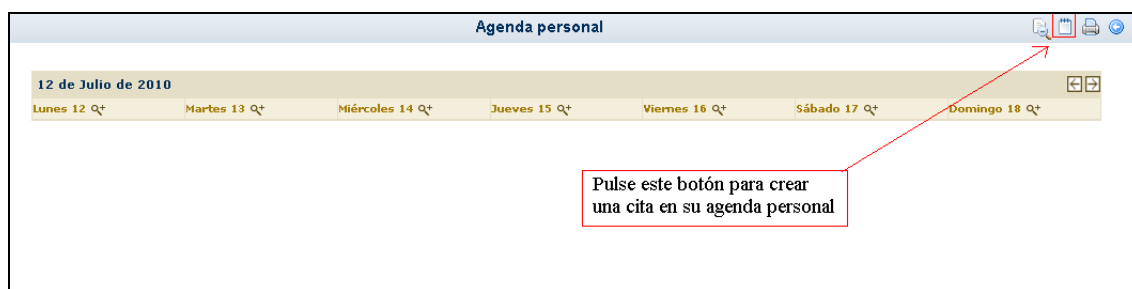 Agenda personal
12 de Julio de 2010
Lunes 12 Martes 13 Miércoles 14 Jueves 15 Viernes 16 Sábado 17 Domingo 18
Pulse este botón para crear
una cita en su agenda personal